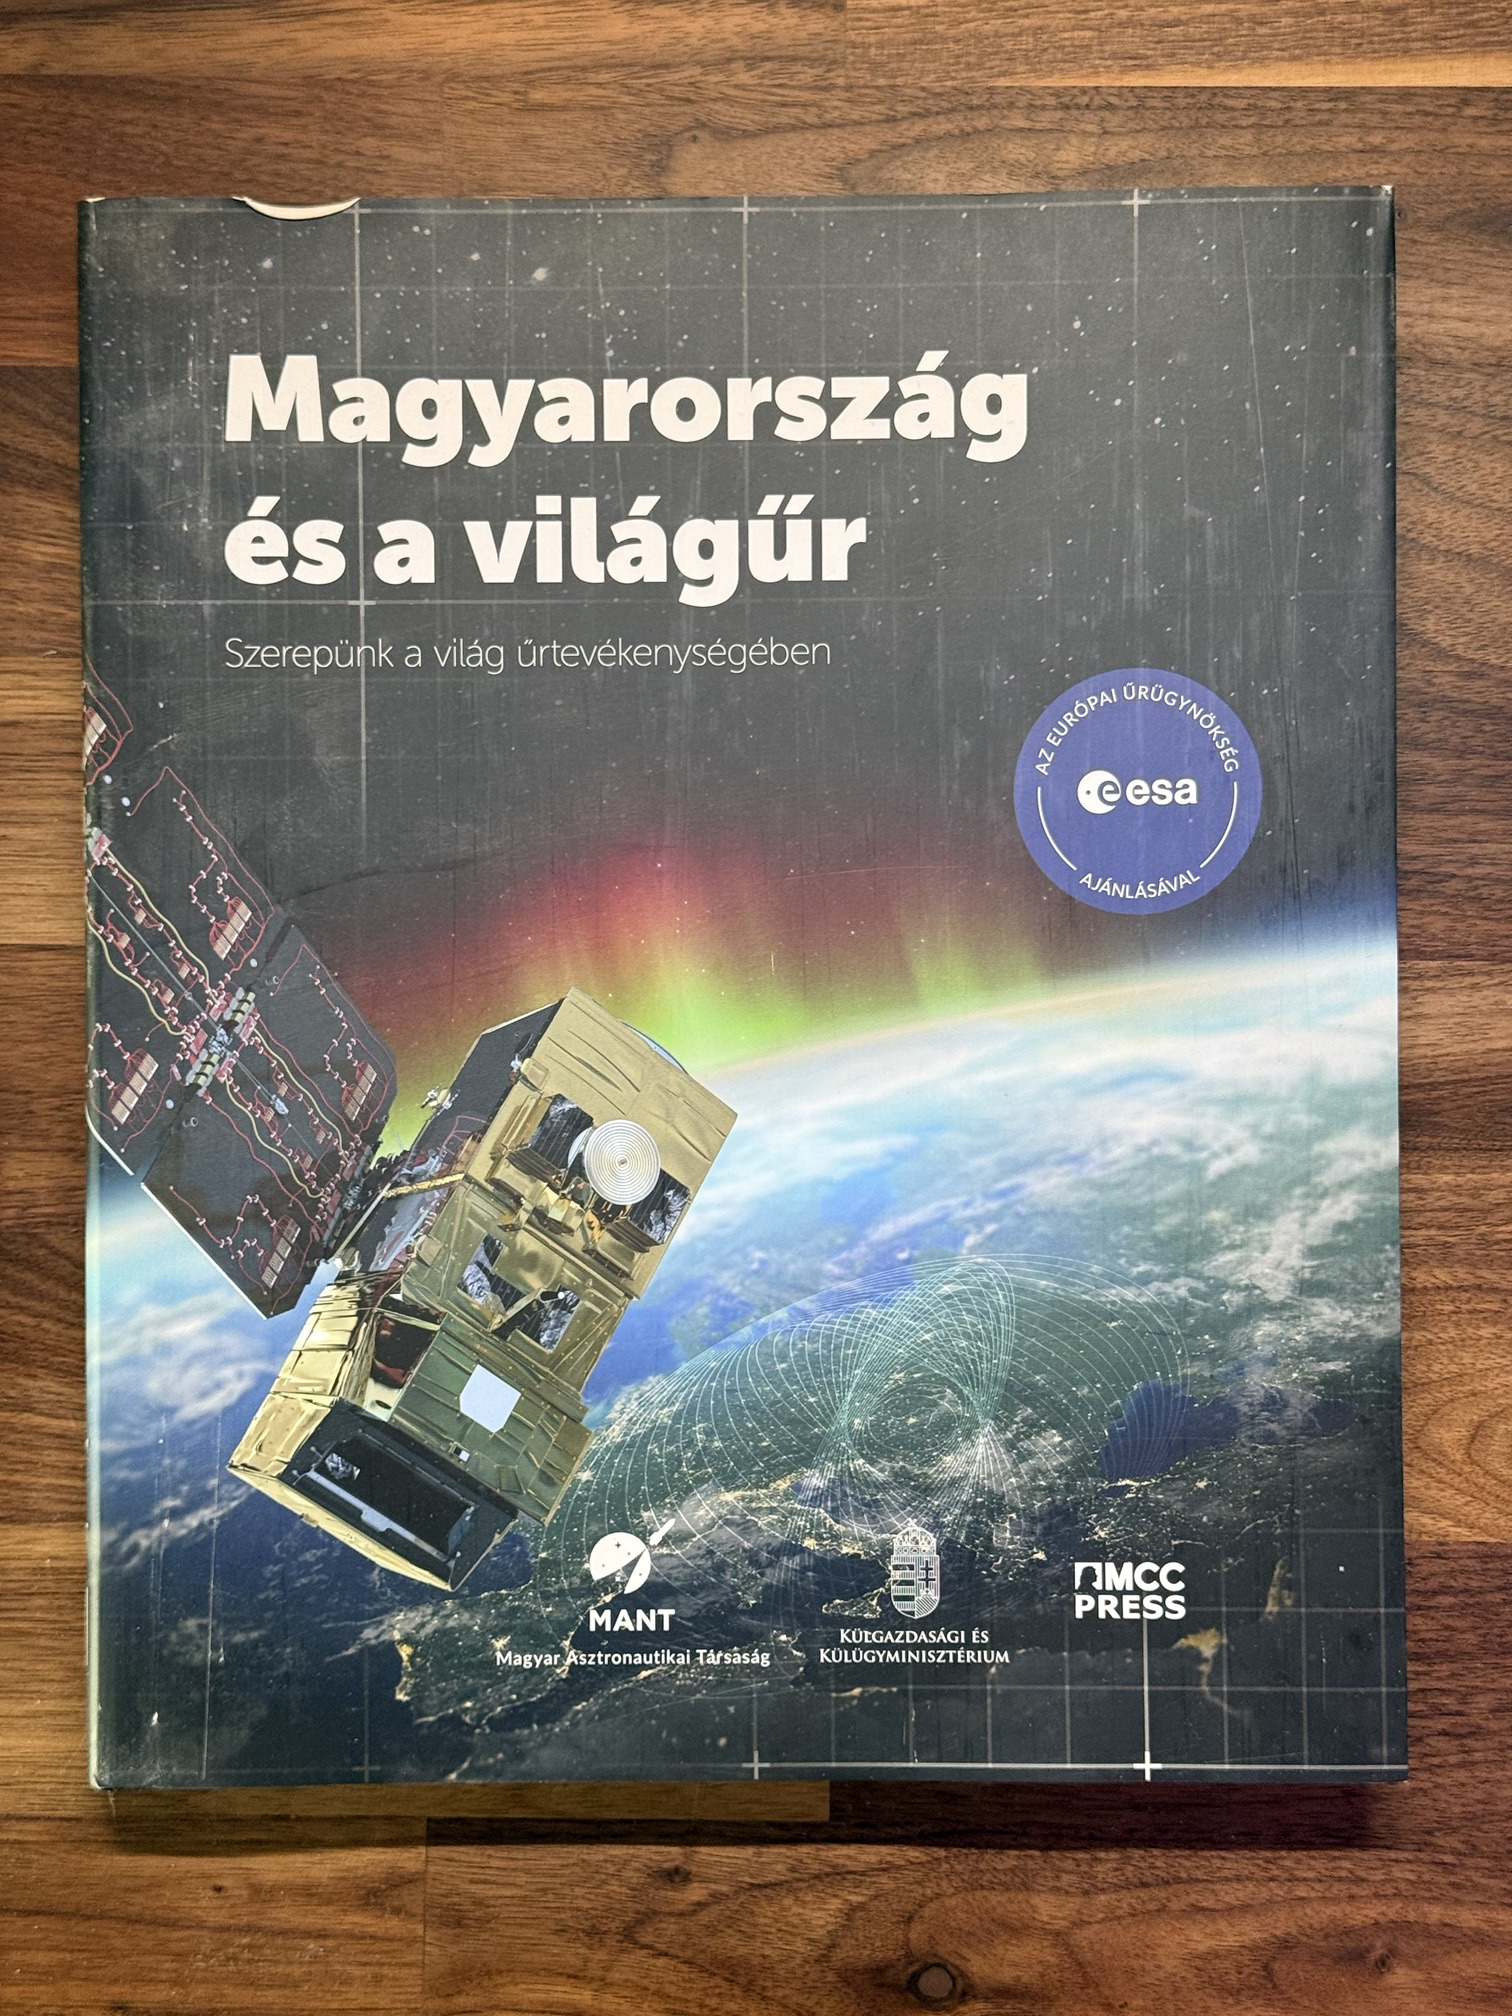 Magyarország
és a világűr
Szerepünk a világ űrtevékenységében
AZ EURÓPAI ŰRÜGYNÖKSÉG
esa
AJÁNLÁSÁVAL
MANT
Magyar Asztronautikai Társaság
KÜLGAZDASÁGI ÉS
KÜLÜGYMINISZTÉRIUM
MCC
PRESS